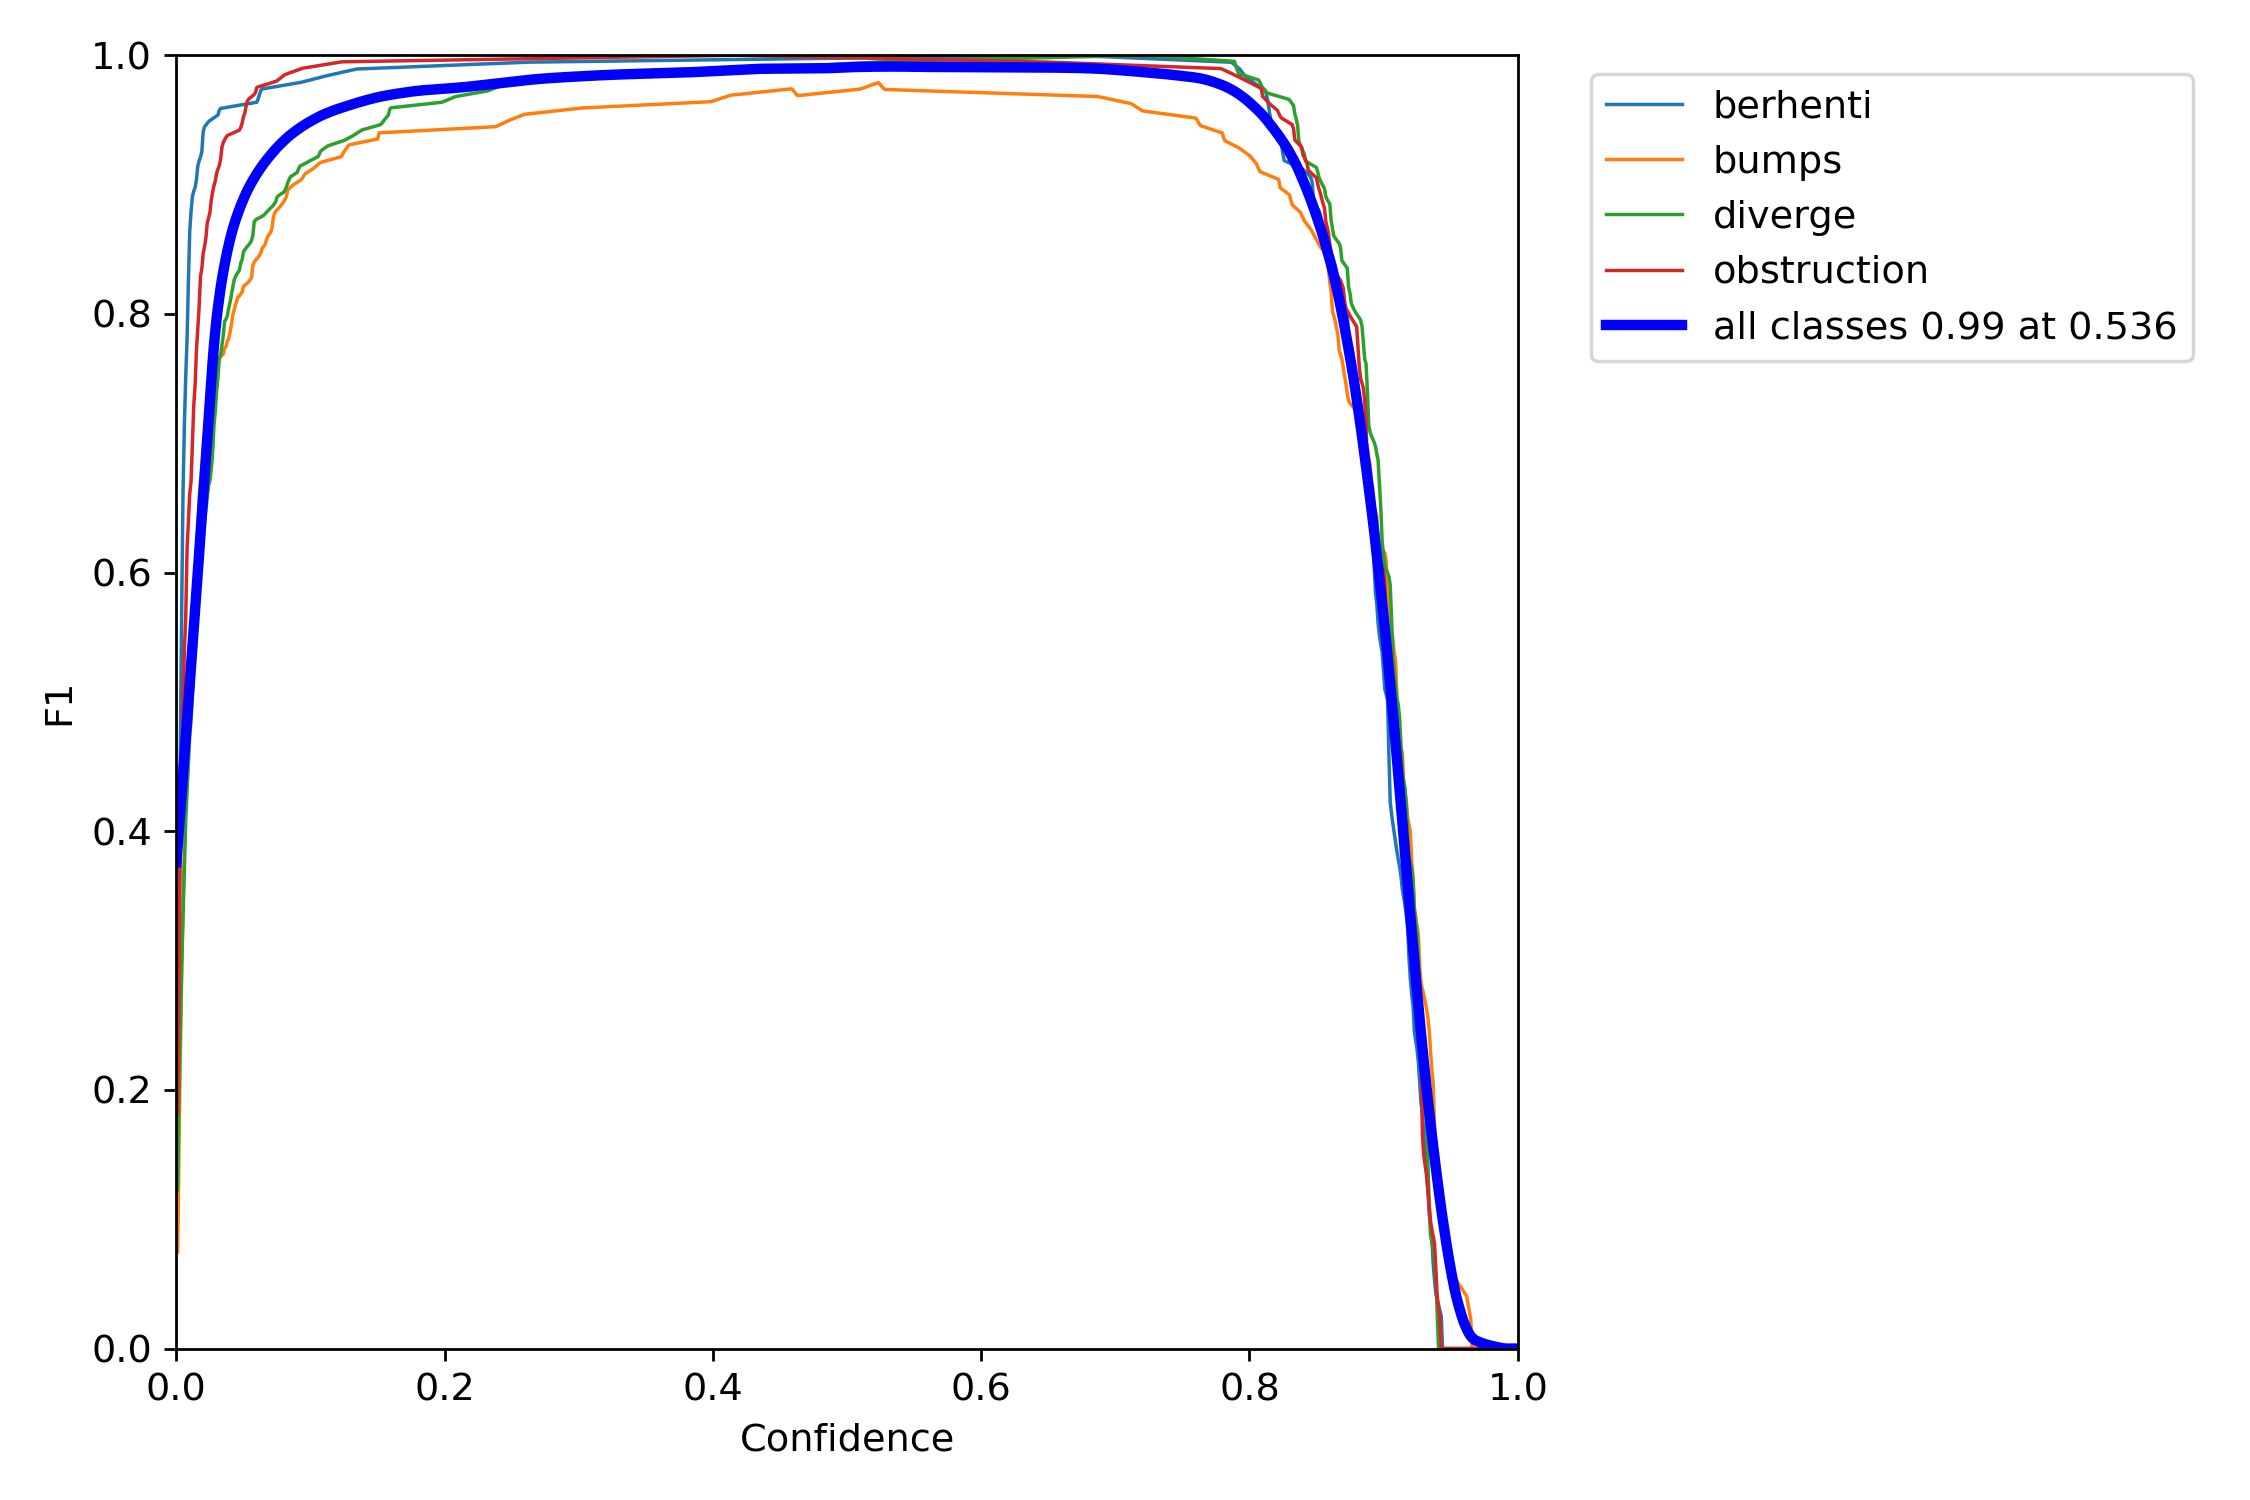 1.0
0.8
0.6
0.4
0.2
0.0
F1
0.0 0.2 0.4 0.6 0.8 1.0
Confidence
berhenti
bumps
diverge
obstruction
all classes 0.99 at 0.536